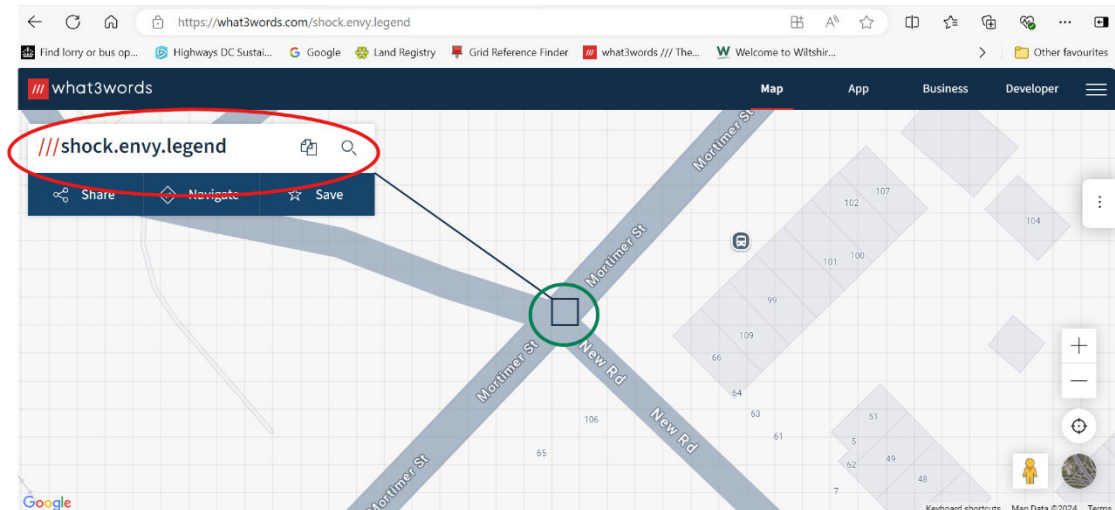 https://what3words.com/shock.envy.legend
Find lorry or bus op...
Highways DC Sustai...
Google
Land Registry
Grid Reference Finder
what3words /// The...
Welcome to Wiltshir...
Other favourites
/// what3words
Map
App
Business
Developer
///shock.envy.legend
Share
Navigate
Save
Mortimer St
107
102
104
Mortimer St
101
100
99
109
Mortimer St
New Rd
66
64
106
New Rd
63
51
61
65
5
49
62
48
Mortimer St
7
Google
Keyboard shortcuts
Map Data ©2024
Terms